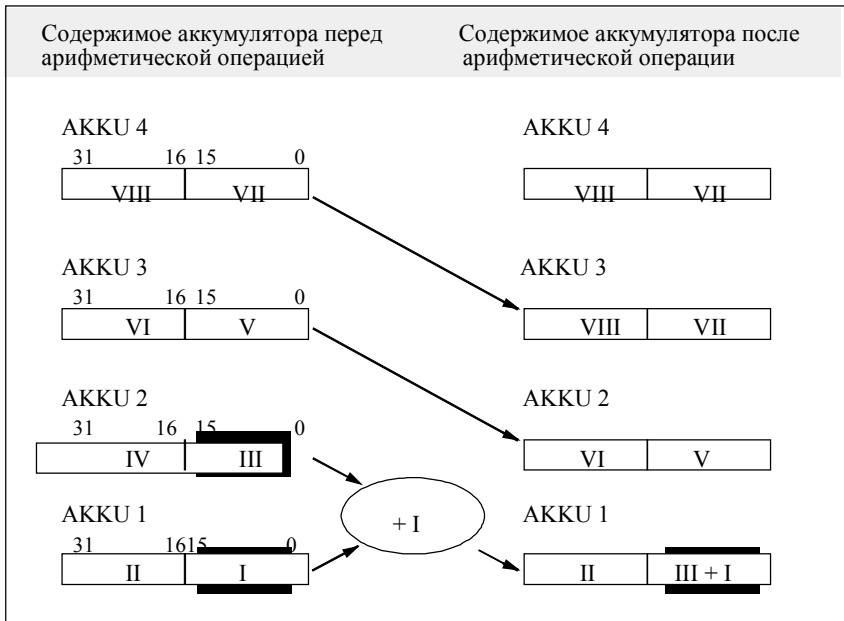 Содержимое аккумулятора перед
арифметической операцией
Содержимое аккумулятора после
арифметической операции
AKKU 4
31 16 15 0
VIII VII
AKKU 3
31 16 15 0
VI V
AKKU 2
31 16 15 0
IV III
AKKU 1
31 1615 0
II I
+ I
AKKU 4
VIII VII
AKKU 3
VIII VII
AKKU 2
VI V
AKKU 1
II III + I